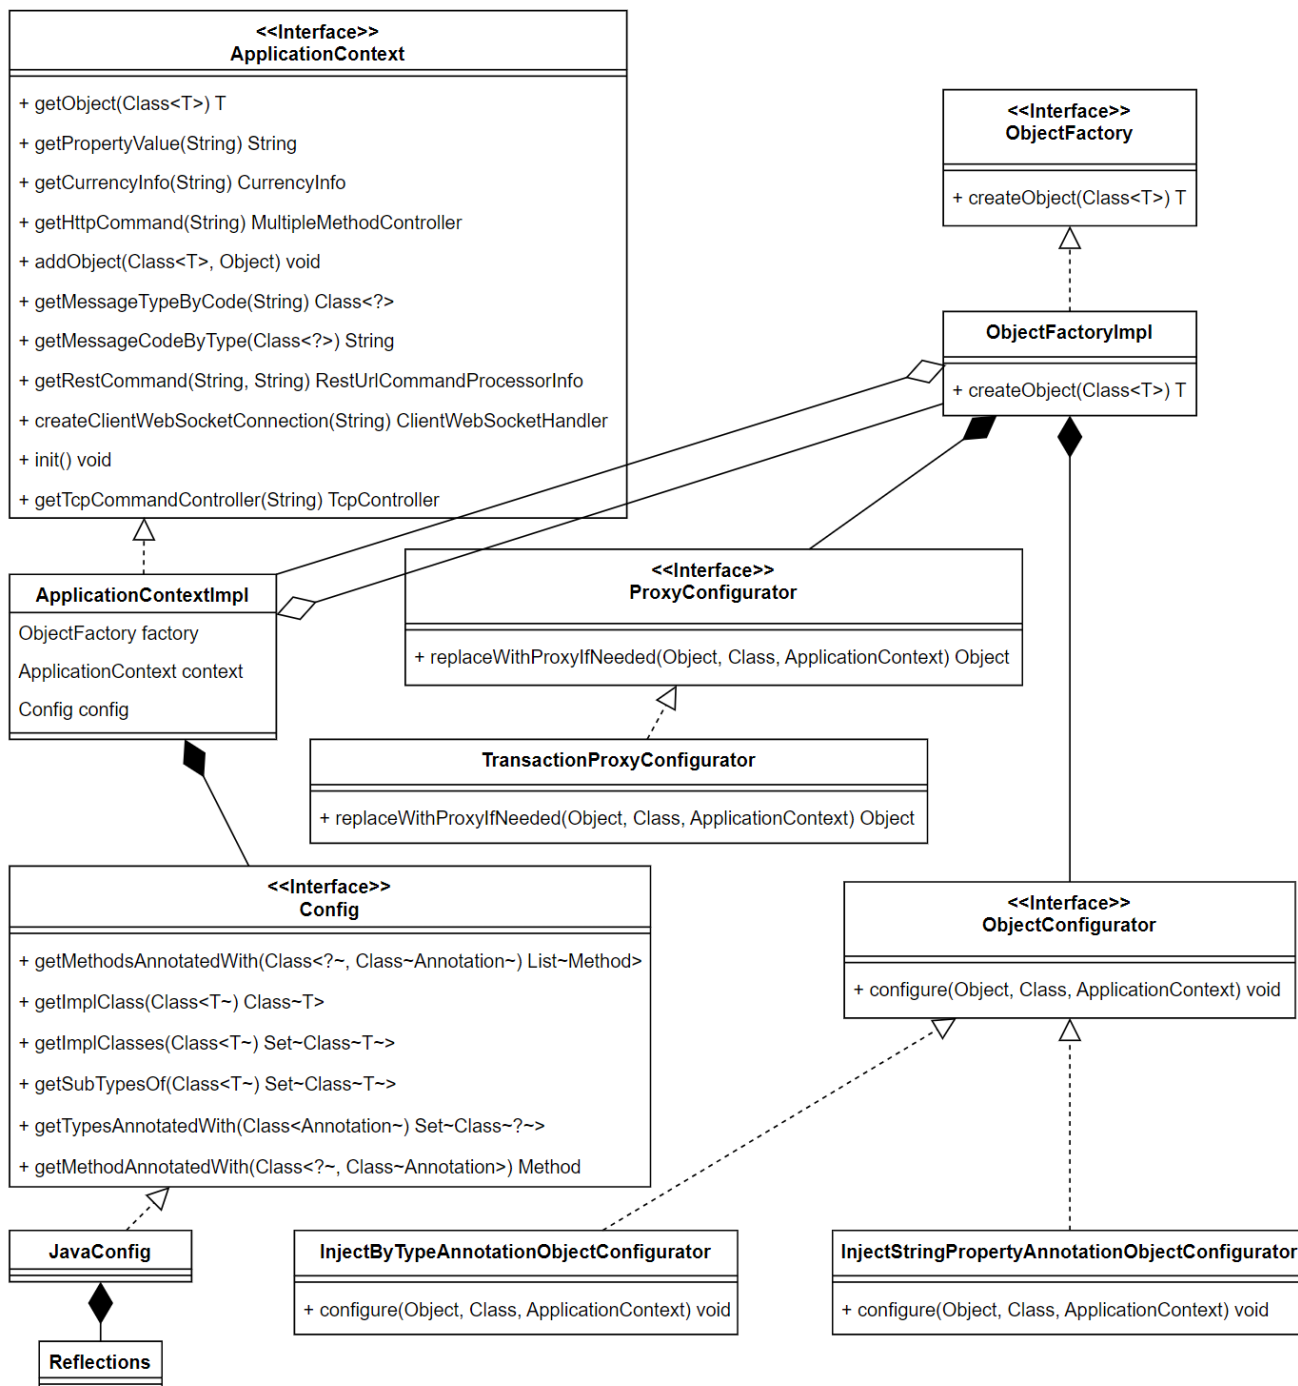 <<Interface>>
ApplicationContext
+ getObject(Class<T>) T
+ getPropertyValue(String) String
+ getCurrencyInfo(String) CurrencyInfo
+ getHttpCommand(String) MultipleMethodController
+ addObject(Class<T>, Object) void
+ getMessageTypeByCode(String) Class<?>
+ getMessageCodeByType(Class<?>) String
+ getRestCommand(String, String) RestUrlCommandProcessorInfo
+ createClientWebSocketConnection(String) ClientWebSocketHandler
+ init() void
+ getTcpCommandController(String) TcpController
<<Interface>>
ObjectFactory
+ createObject(Class<T>) T
ObjectFactoryImpl
+ createObject(Class<T>) T
ApplicationContextImpl
ObjectFactory factory
ApplicationContext context
Config config
<<Interface>>
ProxyConfigurator
+ replaceWithProxyIfNeeded(Object, Class, ApplicationContext) Object
TransactionProxyConfigurator
+ replaceWithProxyIfNeeded(Object, Class, ApplicationContext) Object
<<Interface>>
Config
+ getMethodsAnnotatedWith(Class<?~, Class~Annotation~) List~Method>
+ getImplClass(Class<T~) Class~T>
+ getImplClasses(Class<T~) Set~Class~T~>
+ getSubTypesOf(Class<T~) Set~Class~T~>
+ getTypesAnnotatedWith(Class<Annotation~) Set~Class~?~>
+ getMethodAnnotatedWith(Class<?~, Class~Annotation>) Method
<<Interface>>
ObjectConfigurator
+ configure(Object, Class, ApplicationContext) void
JavaConfig
InjectByTypeAnnotationObjectConfigurator
+ configure(Object, Class, ApplicationContext) void
InjectStringPropertyAnnotationObjectConfigurator
+ configure(Object, Class, ApplicationContext) void
Reflections